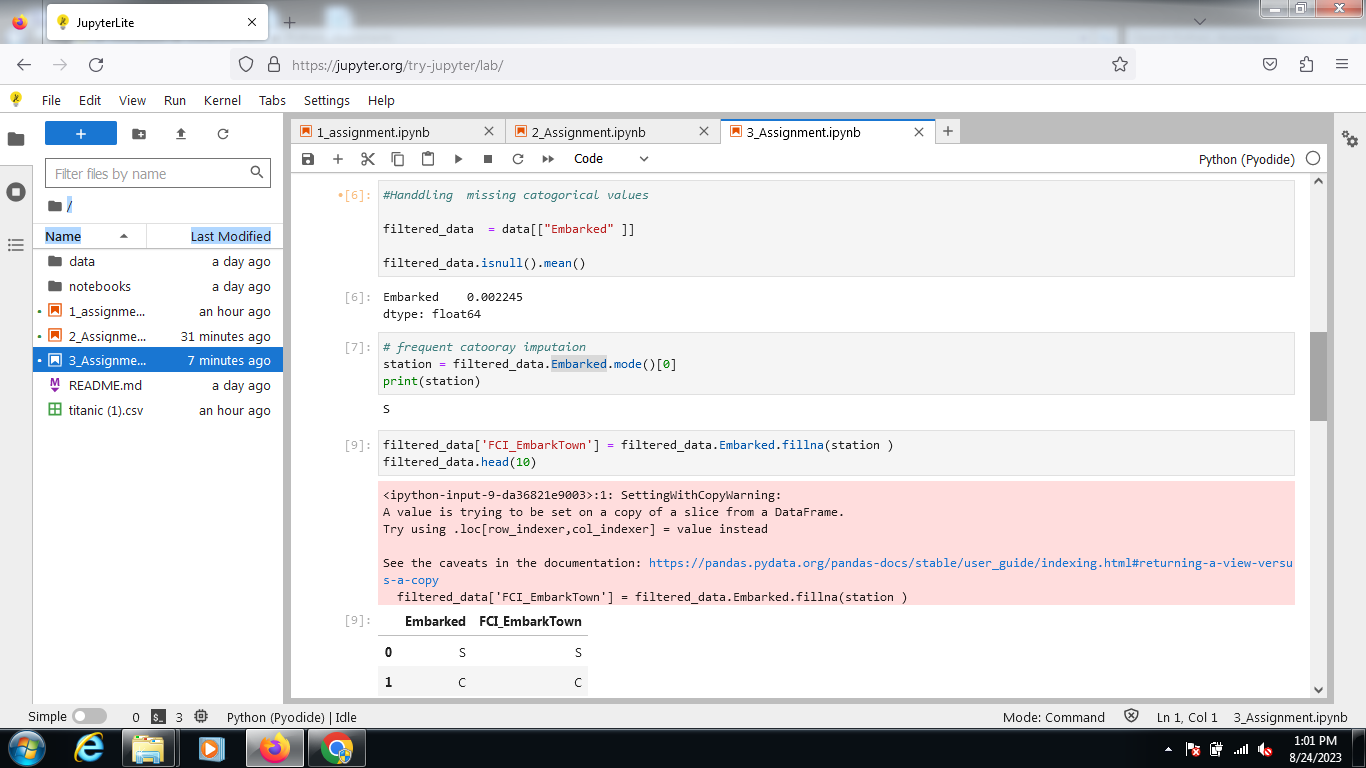 JupyterLite
https://jupyter.org/try-jupyter/lab/
File Edit View Run Kernel Tabs Settings Help
+
Filter files by name
/
Name Last Modified
data a day ago
notebooks a day ago
1_assignme... an hour ago
2_Assignme... 31 minutes ago
3_Assignme... 7 minutes ago
README.md a day ago
titanic (1).csv an hour ago
1_assignment.ipynb 2_Assignment.ipynb 3_Assignment.ipynb
Code Python (Pyodide)
[6]: #Handdling  missing catogorical values
filtered_data  = data[["Embarked" ]]
filtered_data.isnull().mean()
[6]: Embarked    0.002245
dtype: float64
[7]: # frequent catooray imputaion
station = filtered_data.Embarked.mode()[0]
print(station)
S
[9]: filtered_data['FCI_EmbarkTown'] = filtered_data.Embarked.fillna(station )
filtered_data.head(10)
<ipython-input-9-da36821e9003>:1: SettingWithCopyWarning:
A value is trying to be set on a copy of a slice from a DataFrame.
Try using .loc[row_indexer,col_indexer] = value instead
See the caveats in the documentation: https://pandas.pydata.org/pandas-docs/stable/user_guide/indexing.html#returning-a-view-versu
s-a-copy
filtered_data['FCI_EmbarkTown'] = filtered_data.Embarked.fillna(station )
[9]: Embarked FCI_EmbarkTown
0 S S
1 C C
Simple 0 $_ 3 Python (Pyodide) | Idle Mode: Command Ln 1, Col 1 3_Assignment.ipynb
1:01 PM
8/24/2023